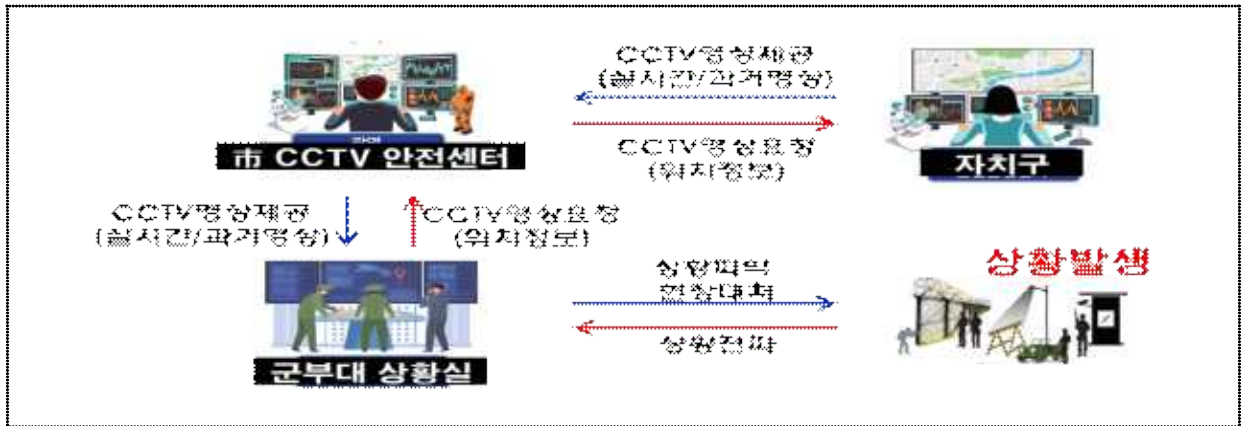 CCTV영상제공
(실시간/과거영상)
CCTV영상요청
(위치정보)
市 CCTV 안전센터
자치구
CCTV영상제공
(실시간/과거영상)
CCTV영상요청
(위치정보)
상황파악
현장대처
상황전파
상황발생
군부대 상황실